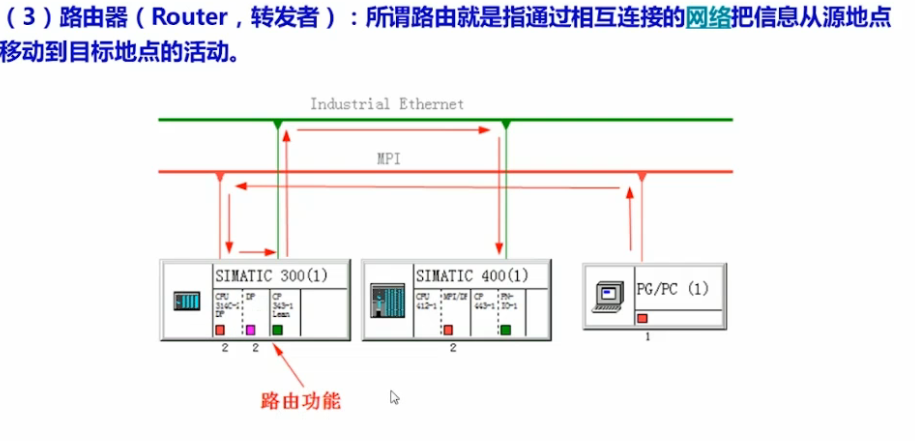 （3）路由器（Router，转发者）：所谓路由就是指通过相互连接的网络把信息从源地点
移动到目标地点的活动。
Industrial Ethernet
MPI
SIMATIC 300(1)
CPU 314C-1 DP
DP
CP 343-1 Lean
2
2
SIMATIC 400(1)
CPU 412-1
MPI/DP
CP 443-1
PN-IO-1
2
PG/PC (1)
1
路由功能